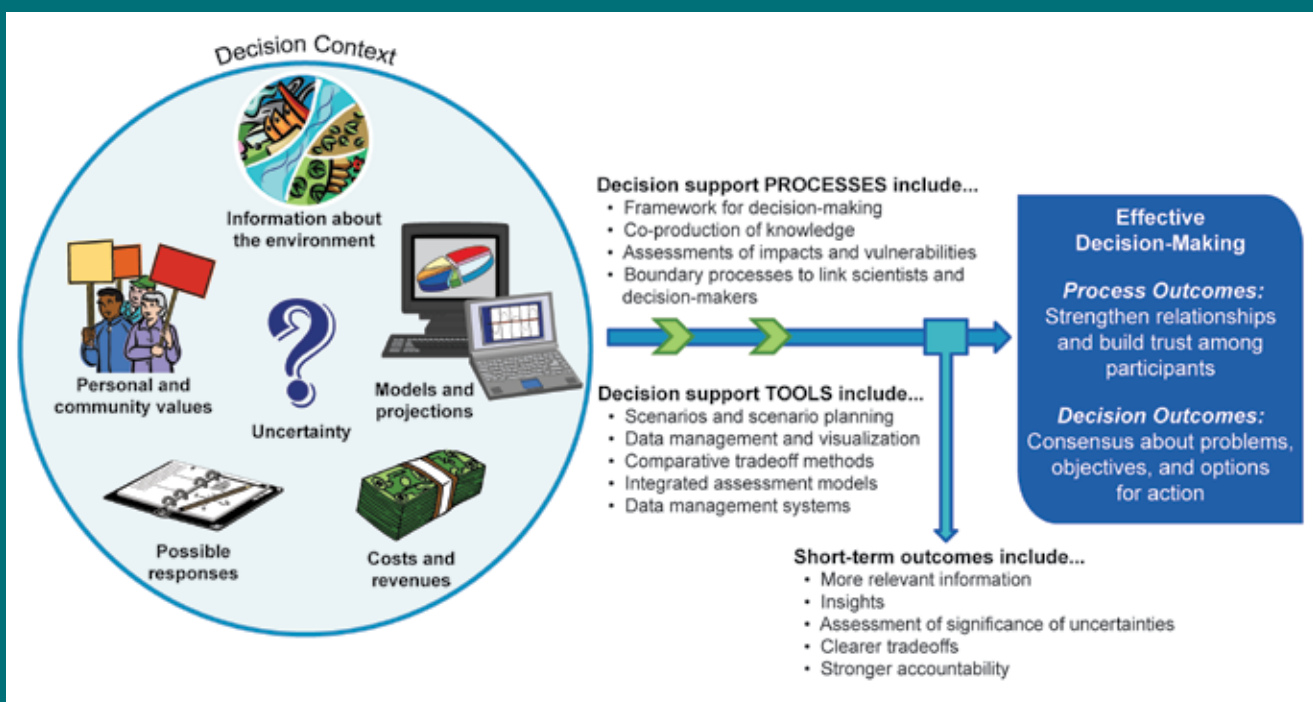 Decision Context
Information about
the environment
Personal and
community values
Uncertainty
Models and
projections
Possible
responses
Costs and
revenues
Decision support PROCESSES include...
• Framework for decision-making
• Co-production of knowledge
• Assessments of impacts and vulnerabilities
• Boundary processes to link scientists and
decision-makers
Decision support TOOLS include...
• Scenarios and scenario planning
• Data management and visualization
• Comparative tradeoff methods
• Integrated assessment models
• Data management systems
Short-term outcomes include...
• More relevant information
• Insights
• Assessment of significance of uncertainties
• Clearer tradeoffs
• Stronger accountability
Effective
Decision-Making
Process Outcomes:
Strengthen relationships
and build trust among
participants
Decision Outcomes:
Consensus about problems,
objectives, and options
for action